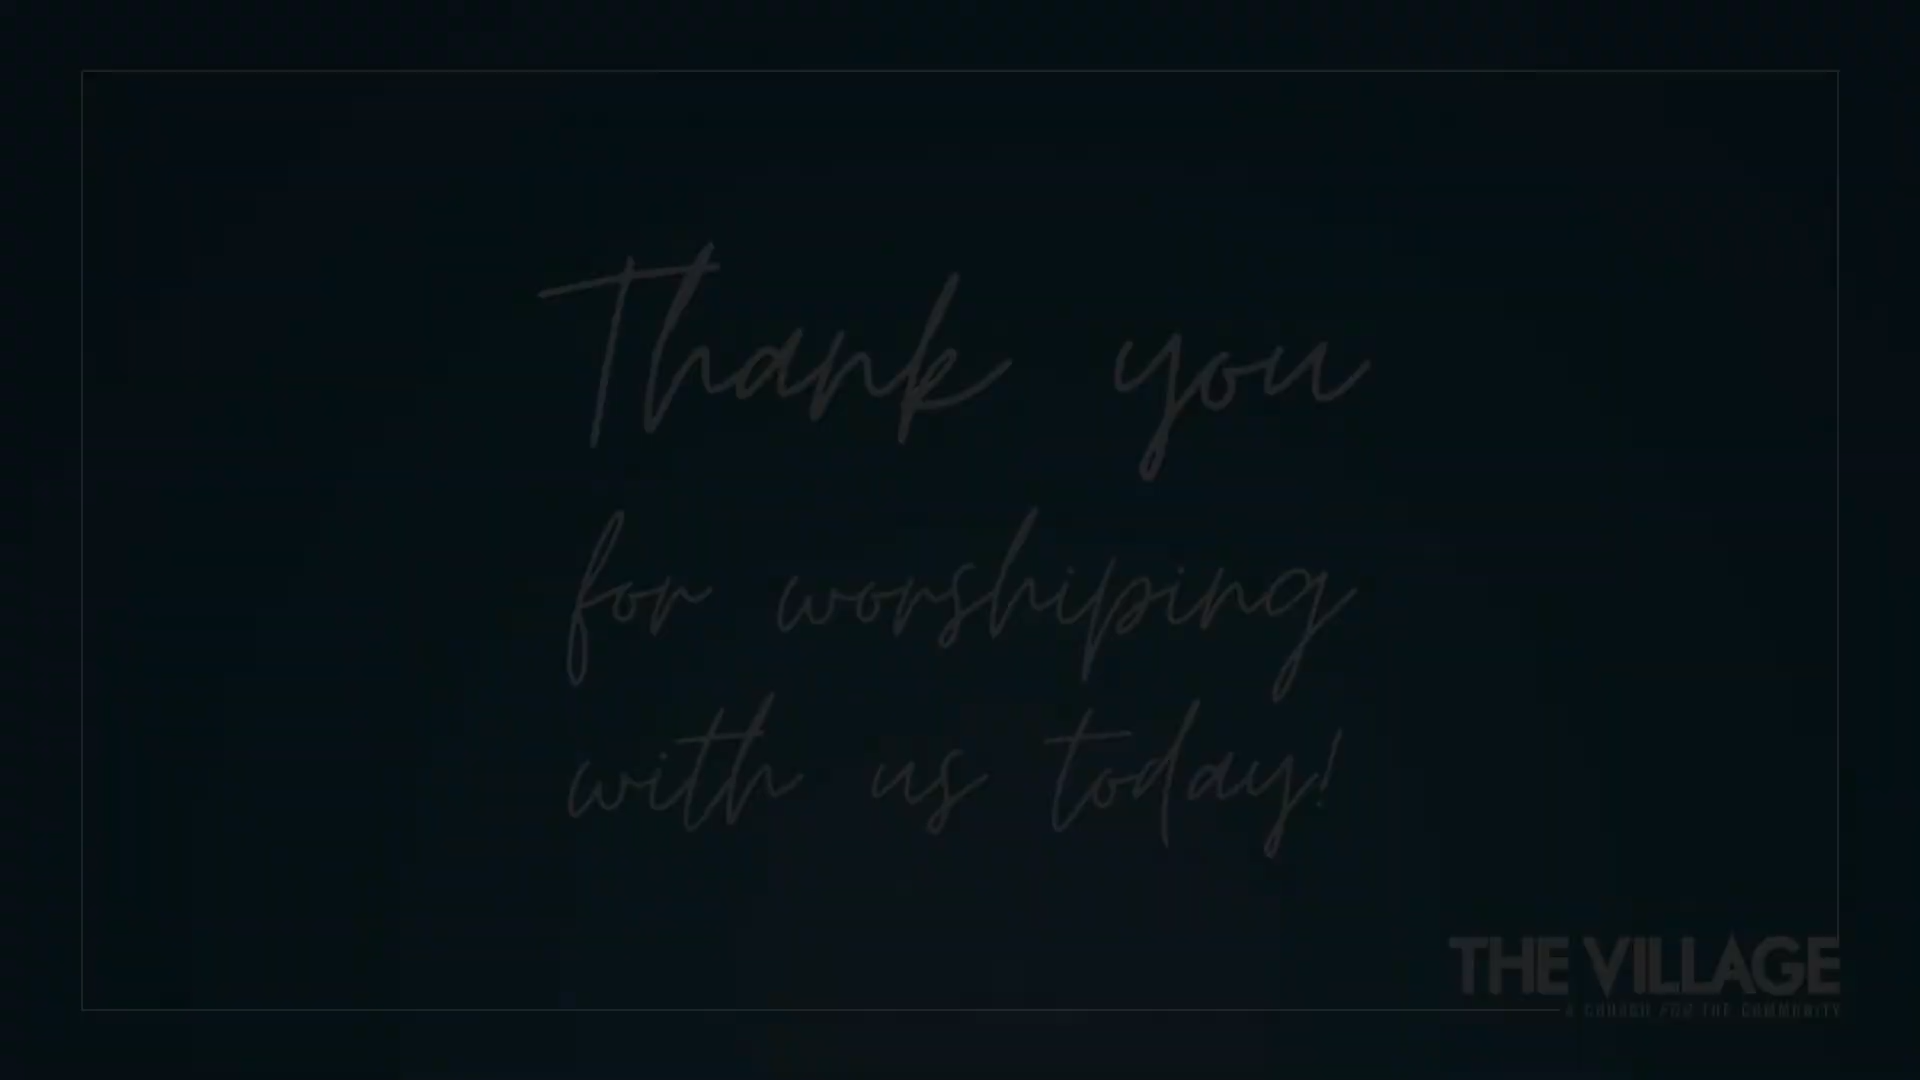 Thank you
for worshiping
with us today!
THE VILLAGE
A CHURCH FOR THE COMMUNITY